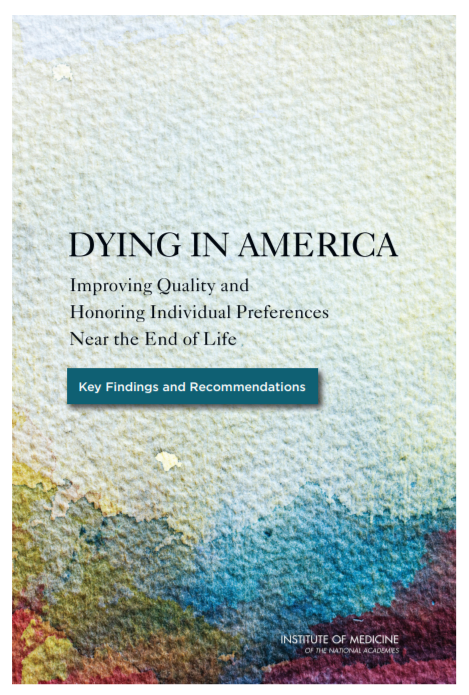 DYING IN AMERICA
Improving Quality and
Honoring Individual Preferences
Near the End of Life
Key Findings and Recommendations
INSTITUTE OF MEDICINE
OF THE NATIONAL ACADEMIES